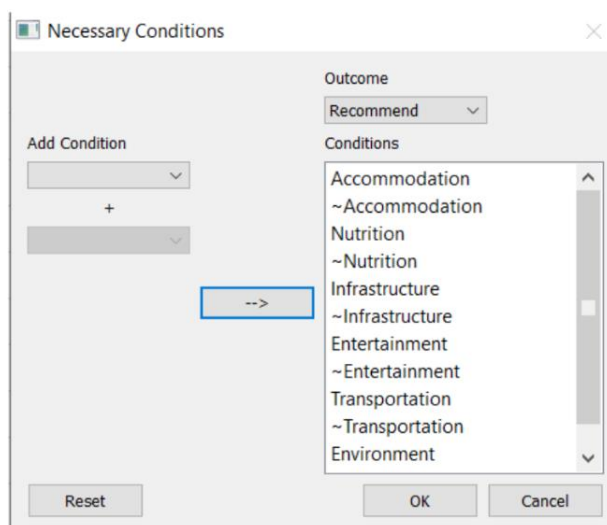 Necessary Conditions
Outcome
Recommend
Add Condition
Conditions
+
-->
Accommodation
~Accommodation
Nutrition
~Nutrition
Infrastructure
~Infrastructure
Entertainment
~Entertainment
Transportation
~Transportation
Environment
Reset
OK
Cancel